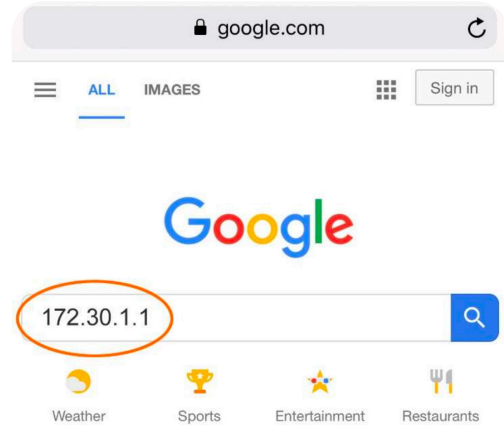 google.com
ALL IMAGES Sign in
Google
172.30.1.1
Weather Sports Entertainment Restaurants